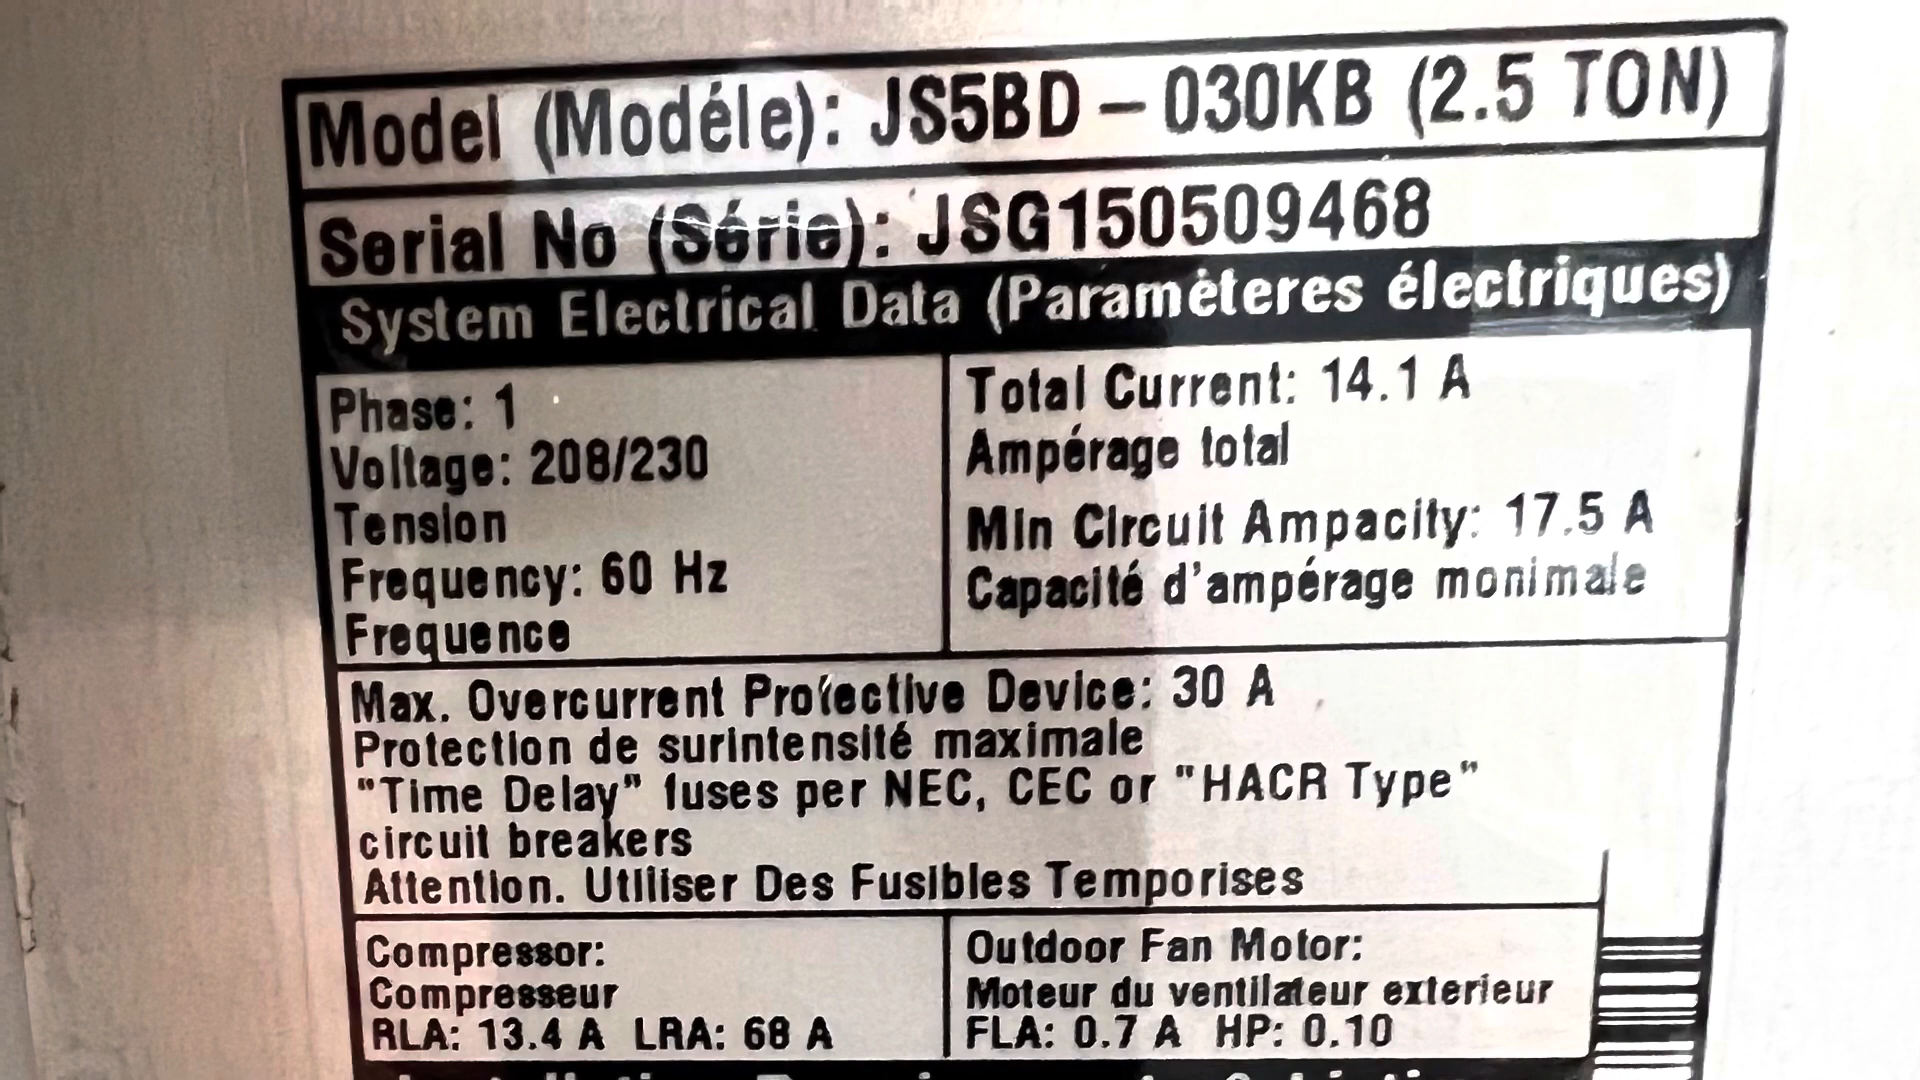 Model (Modéle): JS5BD - 030KB (2.5 TON)
Serial No (Série): JSG150509468
System Electrical Data (Paramèteres électriques)
Phase: 1
Voltage: 208/230
Tension
Frequency: 60 Hz
Frequence
Total Current: 14.1 A
Ampérage total
Min Circuit Ampacity: 17.5 A
Capacité d'ampérage monimale
Max. Overcurrent Protective Device: 30 A
Protection de surintensité maximale
"Time Delay" fuses per NEC, CEC or "HACR Type"
circuit breakers
Attention. Utiliser Des Fusibles Temporises
Compressor:
Compresseur
RLA: 13.4 A LRA: 68 A
Outdoor Fan Motor:
Moteur du ventilateur exterieur
FLA: 0.7 A HP: 0.10